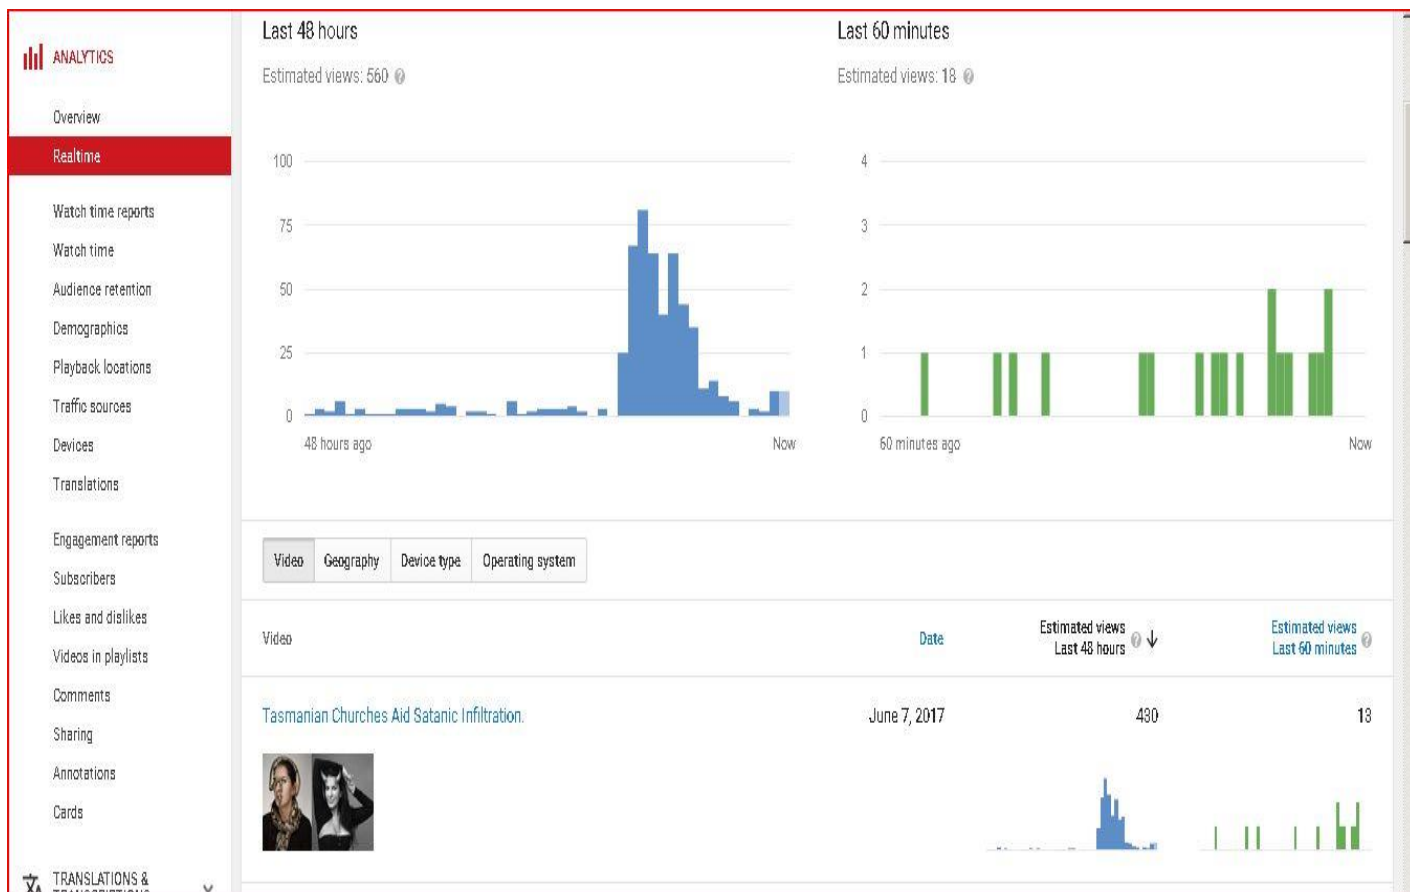 ANALYTICS
Overview
Realtime
Watch time reports
Watch time
Audience retention
Demographics
Playback locations
Traffic sources
Devices
Translations
Engagement reports
Subscribers
Likes and dislikes
Videos in playlists
Comments
Sharing
Annotations
Cards
TRANSLATIONS &
TRANSCRIPTIONS
Last 48 hours
Estimated views: 560 ?
100
75
50
25
0
48 hours ago Now
Last 60 minutes
Estimated views: 18 ?
4
3
2
1
0
60 minutes ago Now
Video Geography Device type Operating system
Video Date Estimated views Last 48 hours ? Estimated views Last 60 minutes ?
Tasmanian Churches Aid Satanic Infiltration. June 7, 2017 430 13